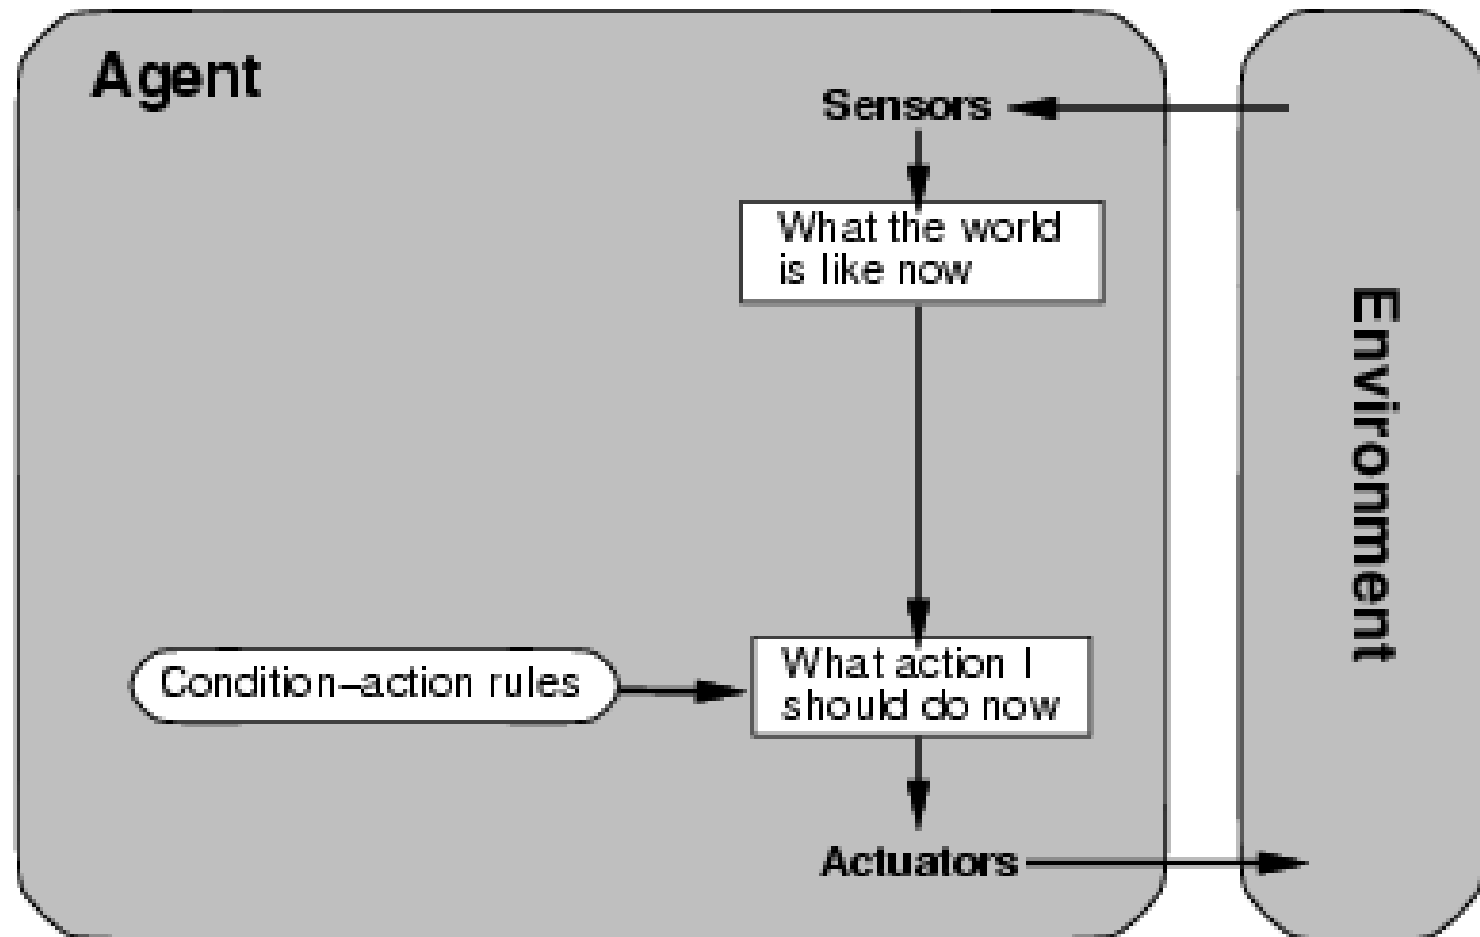 Agent
Sensors
What the world
is like now
Environment
Condition–action rules
What action I
should do now
Actuators